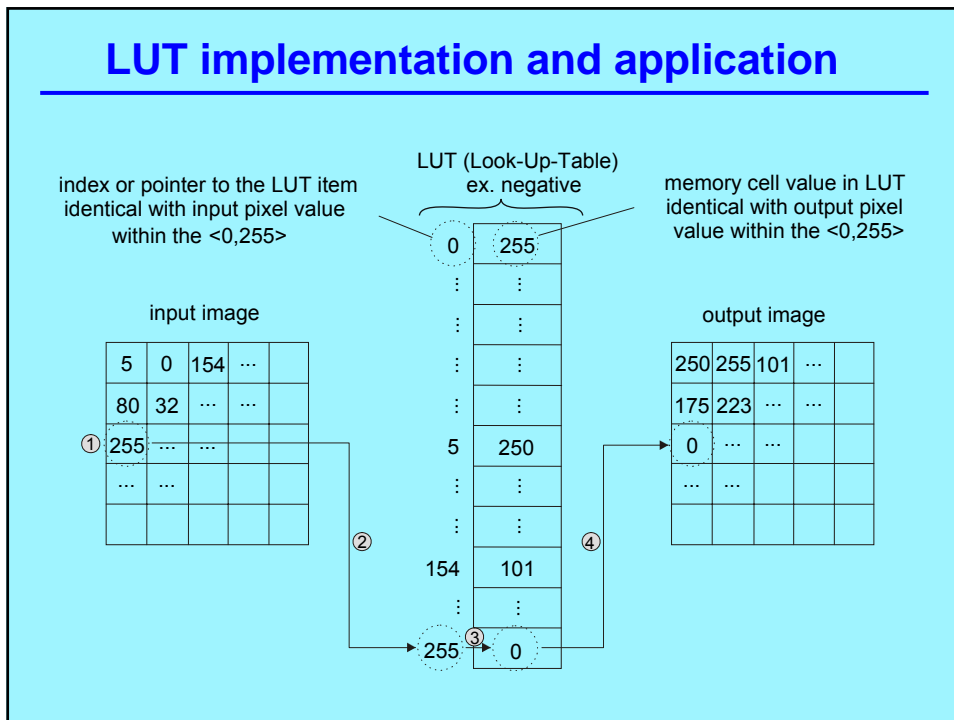 LUT implementation and application
LUT (Look-Up-Table)
ex. negative
index or pointer to the LUT item
identical with input pixel value
within the <0,255>
memory cell value in LUT
identical with output pixel
value within the <0,255>
0 255
⋮ ⋮
⋮ ⋮
⋮ ⋮
⋮ ⋮
5 250
⋮ ⋮
⋮ ⋮
154 101
⋮ ⋮
255 3 0
input image
5 0 154 ...
80 32 ... ...
1 255 ... ...
... ...
2
output image
250 255 101 ...
175 223 ... ...
0 ... ...
... ...
4